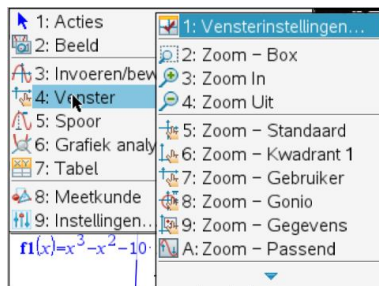 1: Acties
2: Beeld
3: Invoeren/bew
4: Venster
5: Spoor
6: Grafiek analy
7: Tabel
8: Meetkunde
9: Instellingen...
1: Vensterinstellingen...
2: Zoom – Box
3: Zoom In
4: Zoom Uit
5: Zoom – Standaard
6: Zoom – Kwadrant 1
7: Zoom – Gebruiker
8: Zoom – Gonio
9: Zoom – Gegevens
A: Zoom – Passend
f1(x)=x³−x²−10·